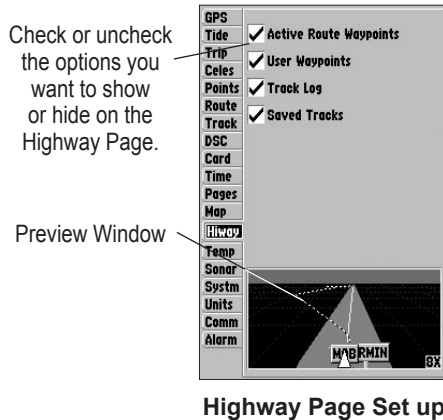 Check or uncheck
the options you
want to show
or hide on the
Highway Page.
Preview Window
GPS
Tide
Trip
Celes
Points
Route
Track
DSC
Card
Time
Pages
Map
Hiway
Temp
Sonar
Systm
Units
Comm
Alarm
Active Route Waypoints
User Waypoints
Track Log
Saved Tracks
MOB RMIN
8X
Highway Page Set up